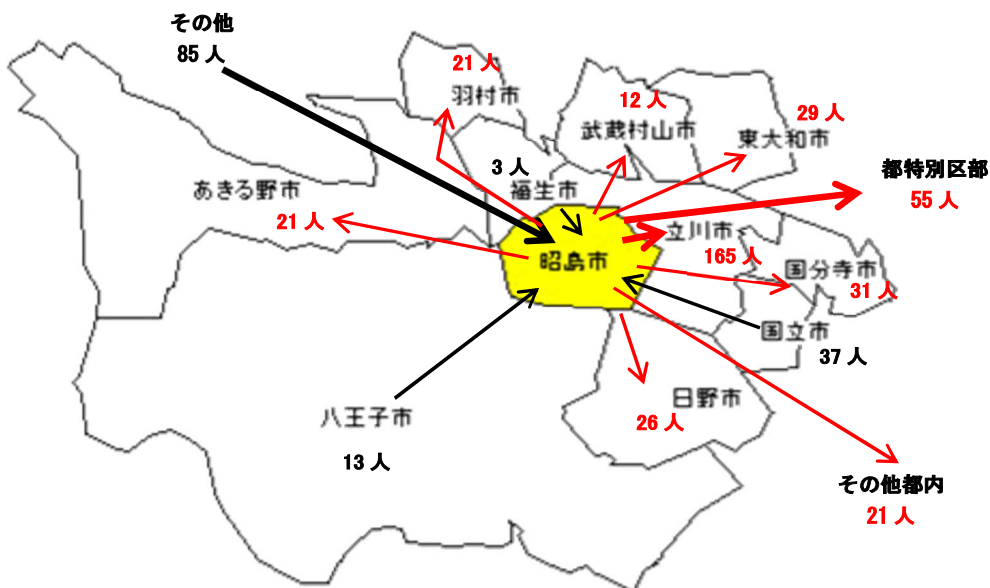 その他
85 人
21 人
羽村市
12 人
武蔵村山市
29 人
東大和市
3 人
福生市
あきる野市
21 人
都特別区部
55 人
立川市
165 人
昭島市
国分寺市
31 人
国立市
37 人
日野市
26 人
八王子市
13 人
その他都内
21 人